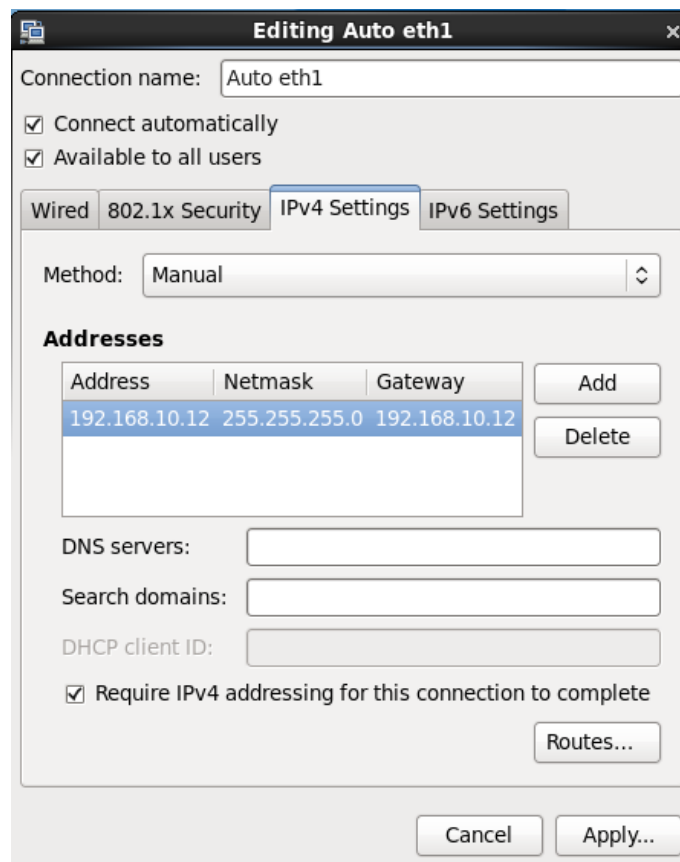 Editing Auto eth1
Connection name: Auto eth1
Connect automatically
Available to all users
Wired 802.1x Security IPv4 Settings IPv6 Settings
Method: Manual
Addresses
Address Netmask Gateway
192.168.10.12 255.255.255.0 192.168.10.12
Add
Delete
DNS servers:
Search domains:
DHCP client ID:
Require IPv4 addressing for this connection to complete
Routes...
Cancel Apply...